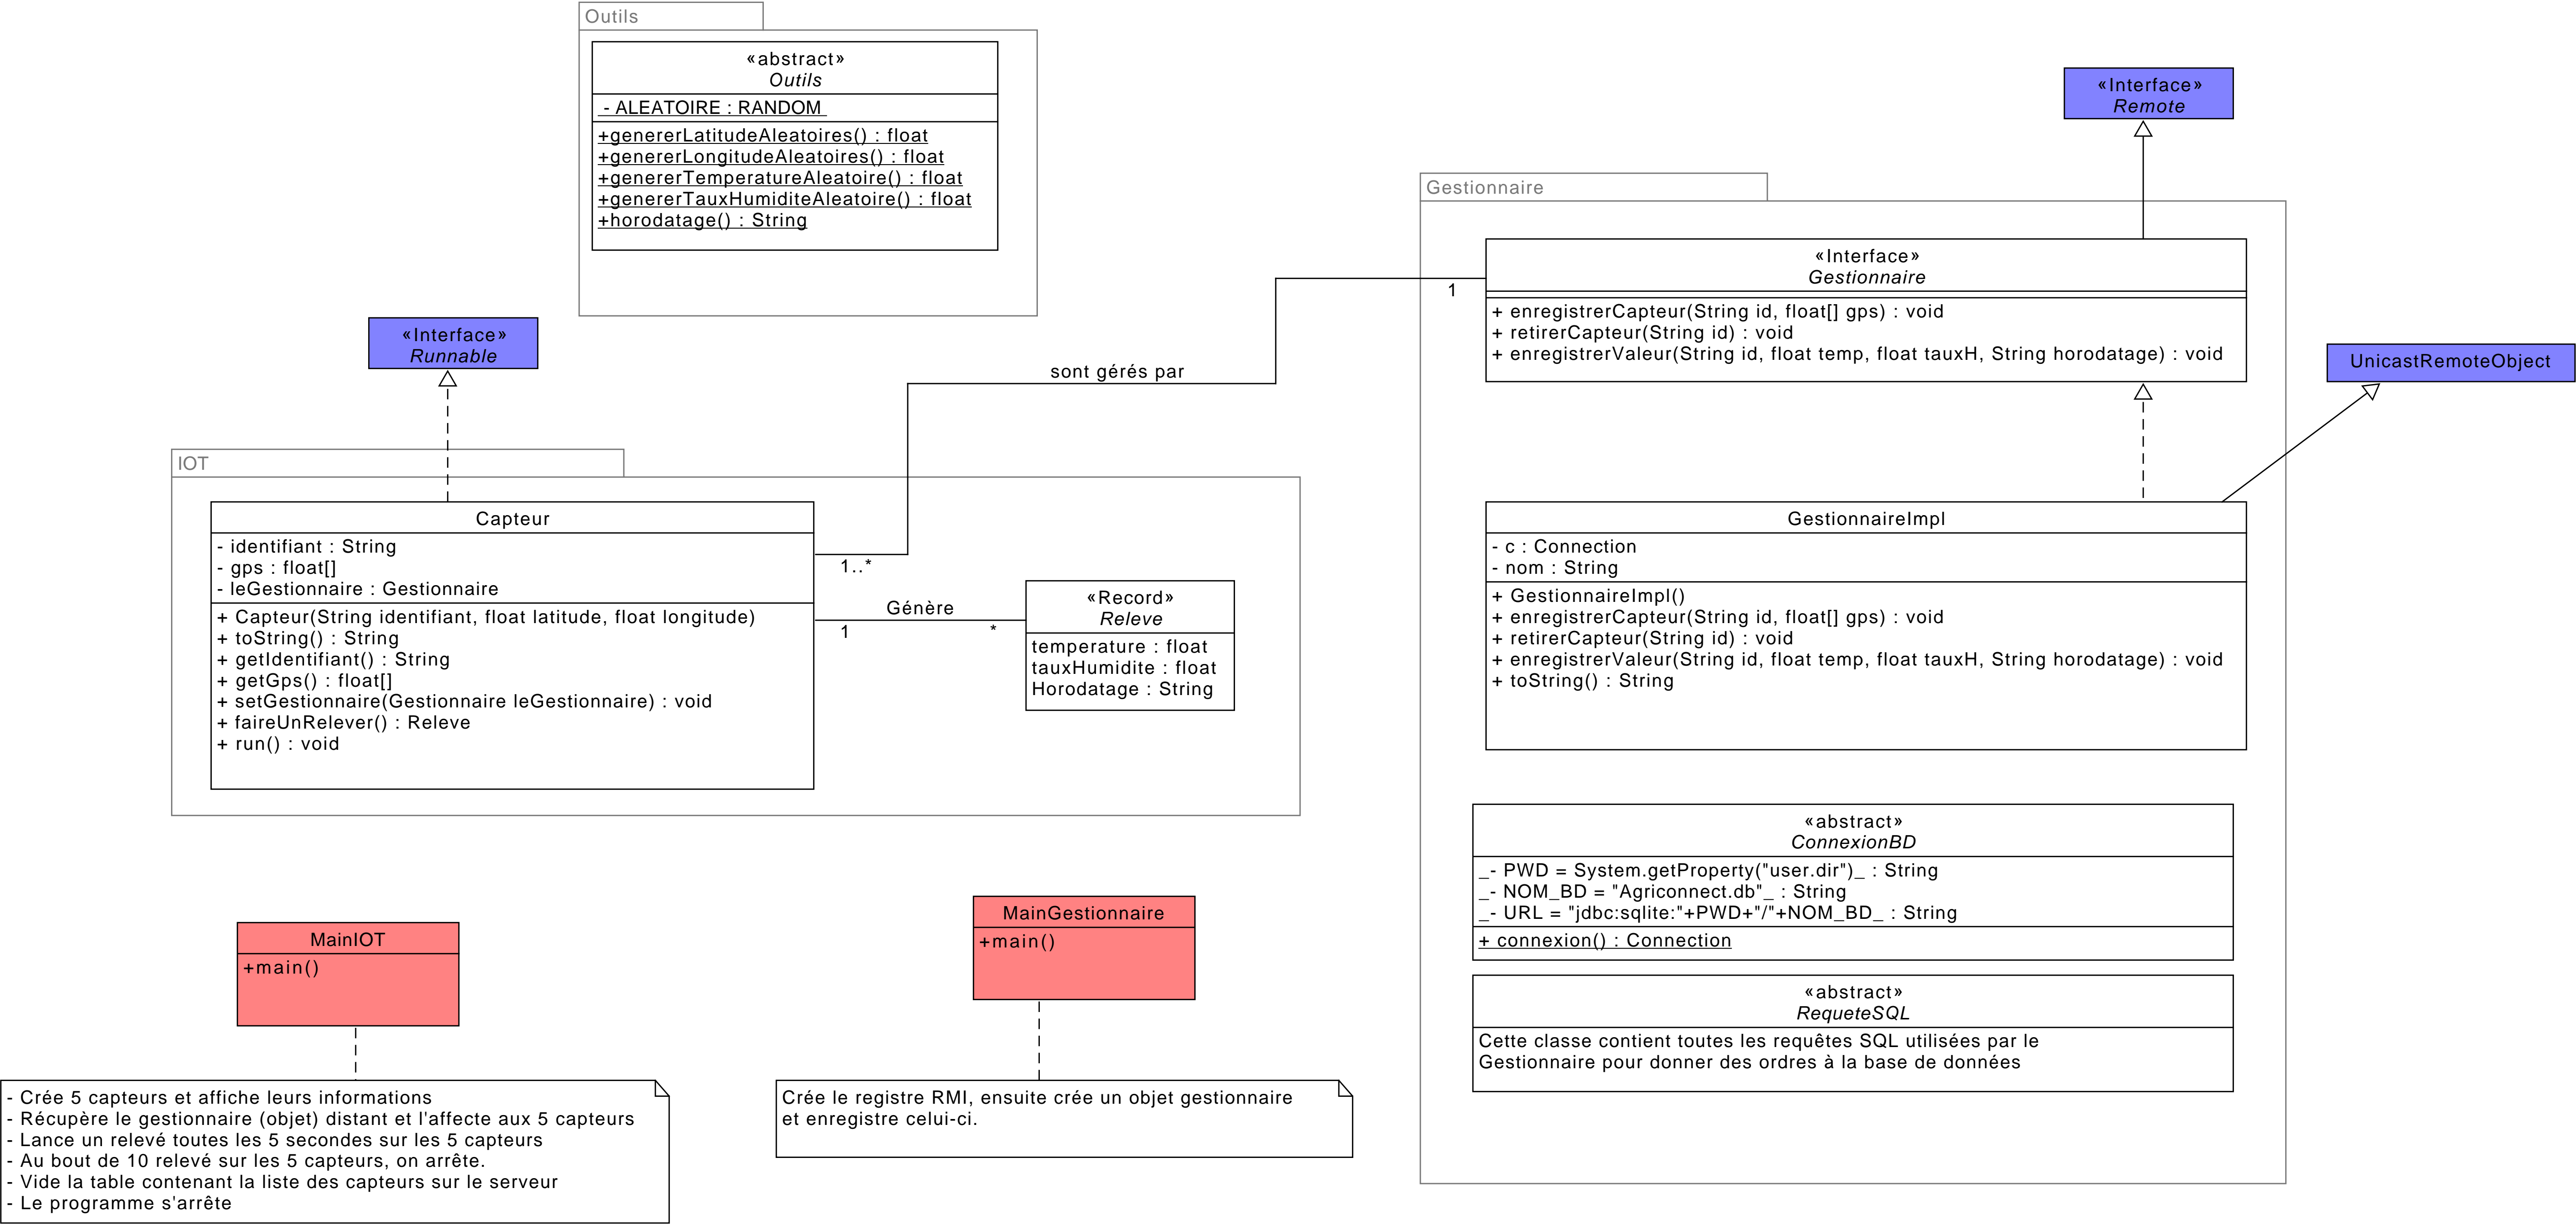 Outils
«abstract»
Outils
- ALEATOIRE : RANDOM
+genererLatitudeAleatoires() : float
+genererLongitudeAleatoires() : float
+genererTemperatureAleatoire() : float
+genererTauxHumiditeAleatoire() : float
+horodatage() : String
«Interface»
Remote
Gestionnaire
«Interface»
Gestionnaire
+ enregistrerCapteur(String id, float[] gps) : void
+ retirerCapteur(String id) : void
+ enregistrerValeur(String id, float temp, float tauxH, String horodatage) : void
1
sont gérés par
«Interface»
Runnable
UnicastRemoteObject
IOT
Capteur
- identifiant : String
- gps : float[]
- leGestionnaire : Gestionnaire
+ Capteur(String identifiant, float latitude, float longitude)
+ toString() : String
+ getIdentifiant() : String
+ getGps() : float[]
+ setGestionnaire(Gestionnaire leGestionnaire) : void
+ faireUnRelever() : Releve
+ run() : void
1..*
Génère
1
*
«Record»
Releve
temperature : float
tauxHumidite : float
Horodatage : String
GestionnaireImpl
- c : Connection
- nom : String
+ GestionnaireImpl()
+ enregistrerCapteur(String id, float[] gps) : void
+ retirerCapteur(String id) : void
+ enregistrerValeur(String id, float temp, float tauxH, String horodatage) : void
+ toString() : String
«abstract»
ConnexionBD
_- PWD = System.getProperty("user.dir")_ : String
_- NOM_BD = "Agriconnect.db"_ : String
_- URL = "jdbc:sqlite:"+PWD+"/"+NOM_BD_ : String
+ connexion() : Connection
«abstract»
RequeteSQL
Cette classe contient toutes les requêtes SQL utilisées par le
Gestionnaire pour donner des ordres à la base de données
MainIOT
+main()
MainGestionnaire
+main()
- Crée 5 capteurs et affiche leurs informations
- Récupère le gestionnaire (objet) distant et l'affecte aux 5 capteurs
- Lance un relevé toutes les 5 secondes sur les 5 capteurs
- Au bout de 10 relevé sur les 5 capteurs, on arrête.
- Vide la table contenant la liste des capteurs sur le serveur
- Le programme s'arrête
Crée le registre RMI, ensuite crée un objet gestionnaire
et enregistre celui-ci.